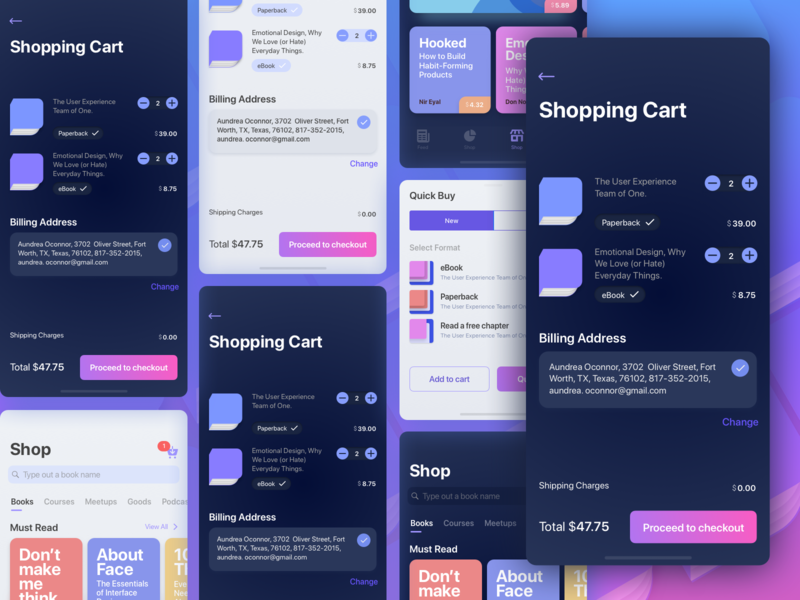 Shopping Cart
The User Experience
Team of One.
2
Paperback
$39.00
Emotional Design, Why
We Love (or Hate)
Everyday Things.
2
eBook
$8.75
Billing Address
Aundrea Oconnor, 3702 Oliver Street, Fort
Worth, TX, Texas, 76102, 817-352-2015,
aundrea. oconnor@gmail.com
Change
Shipping Charges
$0.00
Total $47.75
Proceed to checkout
Shop
1
Type out a book name
Books
Courses
Meetups
Goods
Podcas
Must Read
View All
Don't
make
me
think
About
Face
The Essentials
of Interface
Paperback
$39.00
Emotional Design, Why
We Love (or Hate)
Everyday Things.
2
eBook
$8.75
Billing Address
Aundrea Oconnor, 3702 Oliver Street, Fort
Worth, TX, Texas, 76102, 817-352-2015,
aundrea. oconnor@gmail.com
Change
Shipping Charges
$0.00
Total $47.75
Proceed to checkout
Shopping Cart
The User Experience
Team of One.
2
Paperback
$39.00
Emotional Design, Why
We Love (or Hate)
Everyday Things.
2
eBook
$8.75
Billing Address
Aundrea Oconnor, 3702 Oliver Street, Fort
Worth, TX, Texas, 76102, 817-352-2015,
aundrea. oconnor@gmail.com
Change
$5.89
Hooked
How to Build
Habit-Forming
Products
Nir Eyal
$4.32
Shop
Quick Buy
New
Select Format
eBook
The User Experience Team of On
Paperback
The User Experience Team of On
Read a free chapter
The User Experience Team of On
Add to cart
Shop
Type out a book name
Books
Courses
Meetups
Must Read
Don't
make
About
Face
Shopping Cart
The User Experience
Team of One.
2
Paperback
$39.00
Emotional Design, Why
We Love (or Hate)
Everyday Things.
2
eBook
$8.75
Billing Address
Aundrea Oconnor, 3702 Oliver Street, Fort
Worth, TX, Texas, 76102, 817-352-2015,
aundrea. oconnor@gmail.com
Change
Shipping Charges
$0.00
Total $47.75
Proceed to checkout